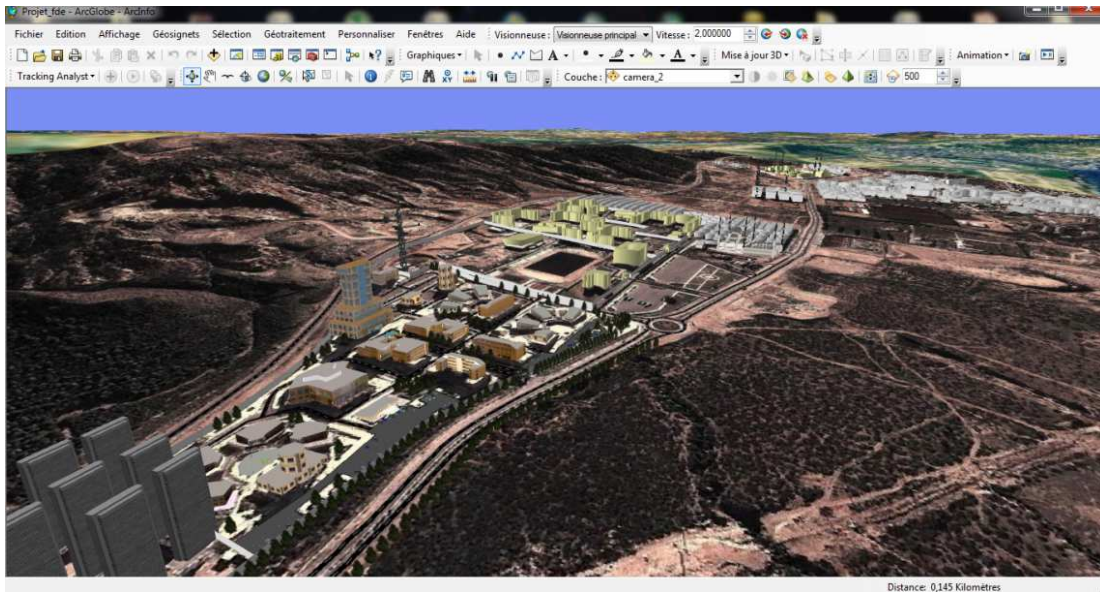 Projet_fde - ArcGlobe - ArcInfo
Fichier Edition Affichage Géosignets Sélection Géotraitement Personnaliser Fenêtres Aide Visionneuse : Visionneuse principal Vitesse : 2,000000
Graphiques A A Mise à jour 3D Animation
Tracking Analyst Couche : camera_2 500
Distance: 0,145 Kilomètres